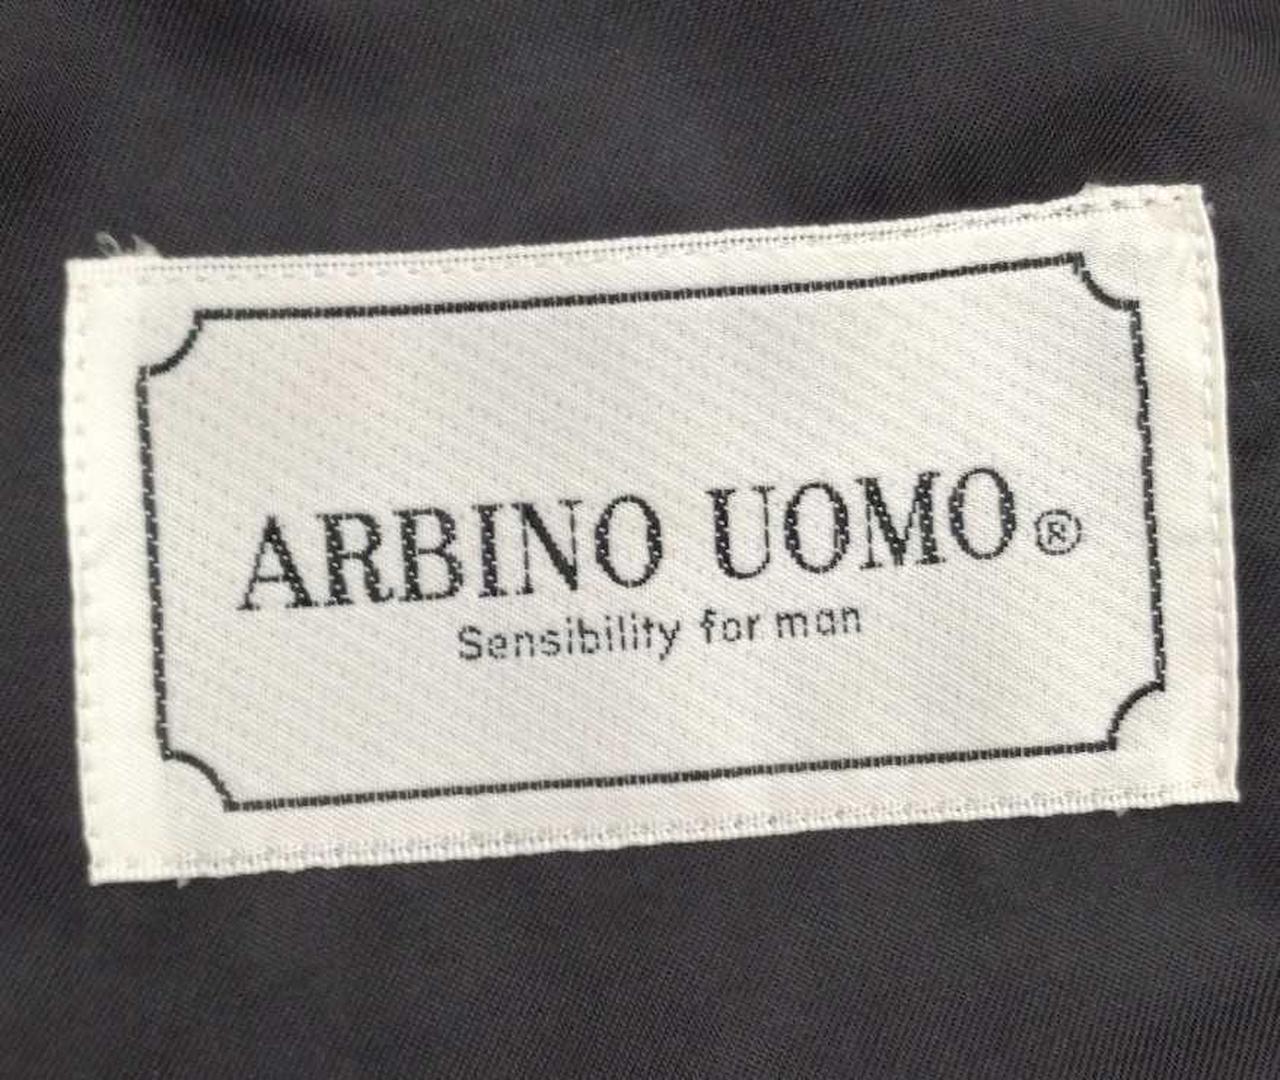 ARBINO UOMO®
Sensibility for man